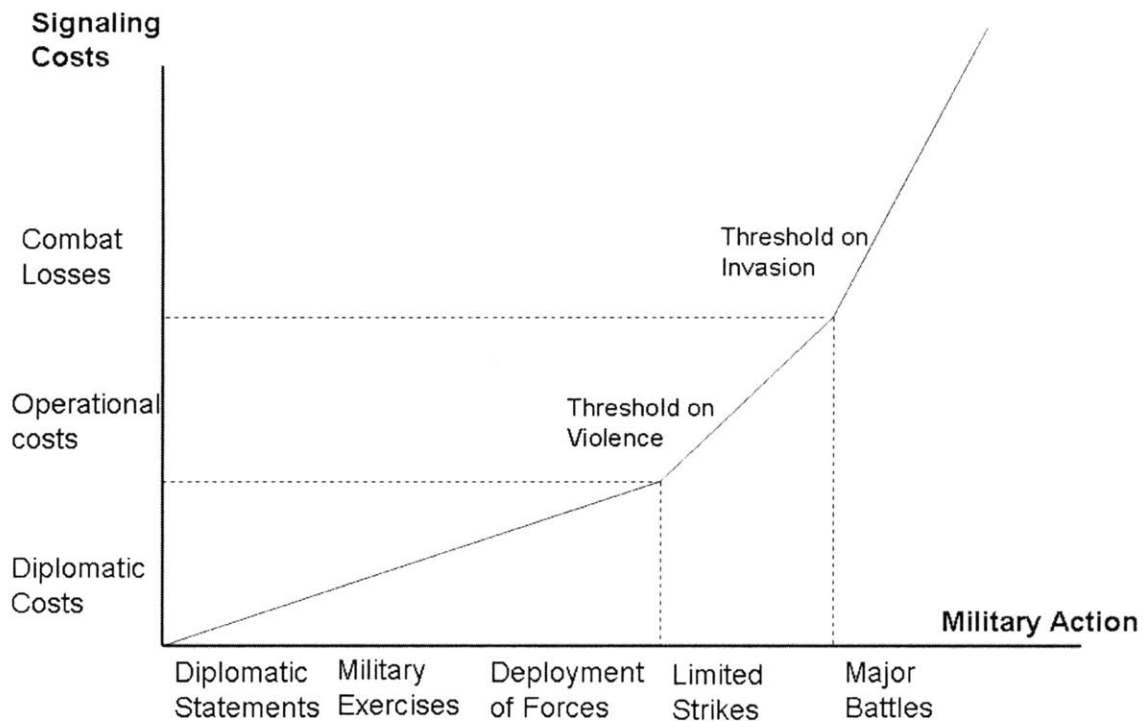 Signaling
Costs
Combat
Losses
Threshold on
Invasion
Operational
costs
Threshold on
Violence
Diplomatic
Costs
Military Action
Diplomatic
Statements
Military
Exercises
Deployment
of Forces
Limited
Strikes
Major
Battles